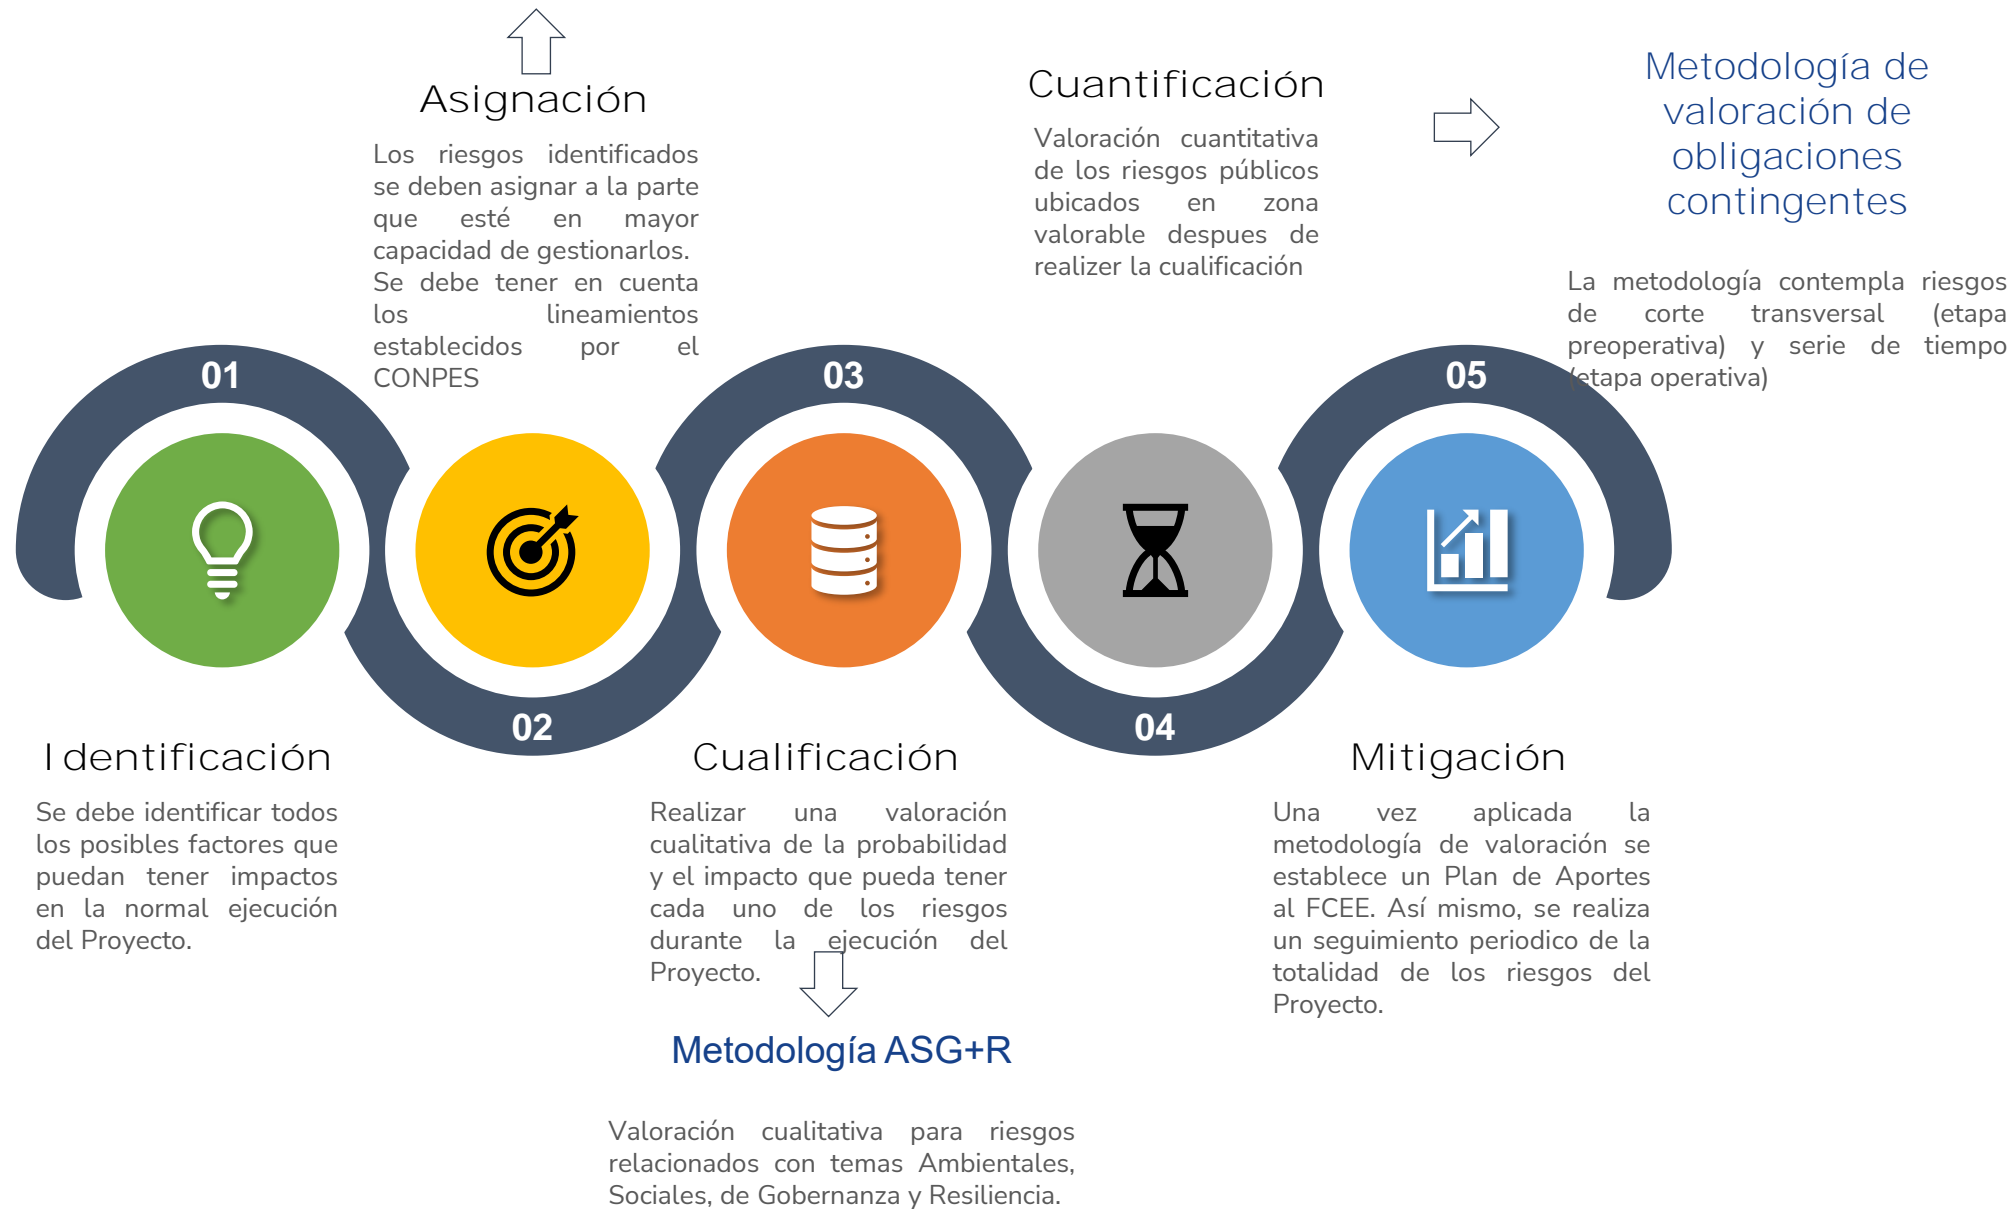 Asignación
Los riesgos identificados
se deben asignar a la parte
que esté en mayor
capacidad de gestionarlos.
Se debe tener en cuenta
los lineamientos
establecidos por el
CONPES
Cuantificación
Valoración cuantitativa
de los riesgos públicos
ubicados en zona
valorable despues de
realizer la cualificación
Metodología de
valoración de
obligaciones
contingentes
La metodología contempla riesgos
de corte transversal (etapa
preoperativa) y serie de tiempo
(etapa operativa)
01
03
05
02
04
Identificación
Se debe identificar todos
los posibles factores que
puedan tener impactos
en la normal ejecución
del Proyecto.
Cualificación
Realizar una valoración
cualitativa de la probabilidad
y el impacto que pueda tener
cada uno de los riesgos
durante la ejecución del
Proyecto.
Metodología ASG+R
Valoración cualitativa para riesgos
relacionados con temas Ambientales,
Sociales, de Gobernanza y Resiliencia.
Mitigación
Una vez aplicada la
metodología de valoración se
establece un Plan de Aportes
al FCEE. Así mismo, se realiza
un seguimiento periodico de la
totalidad de los riesgos del
Proyecto.